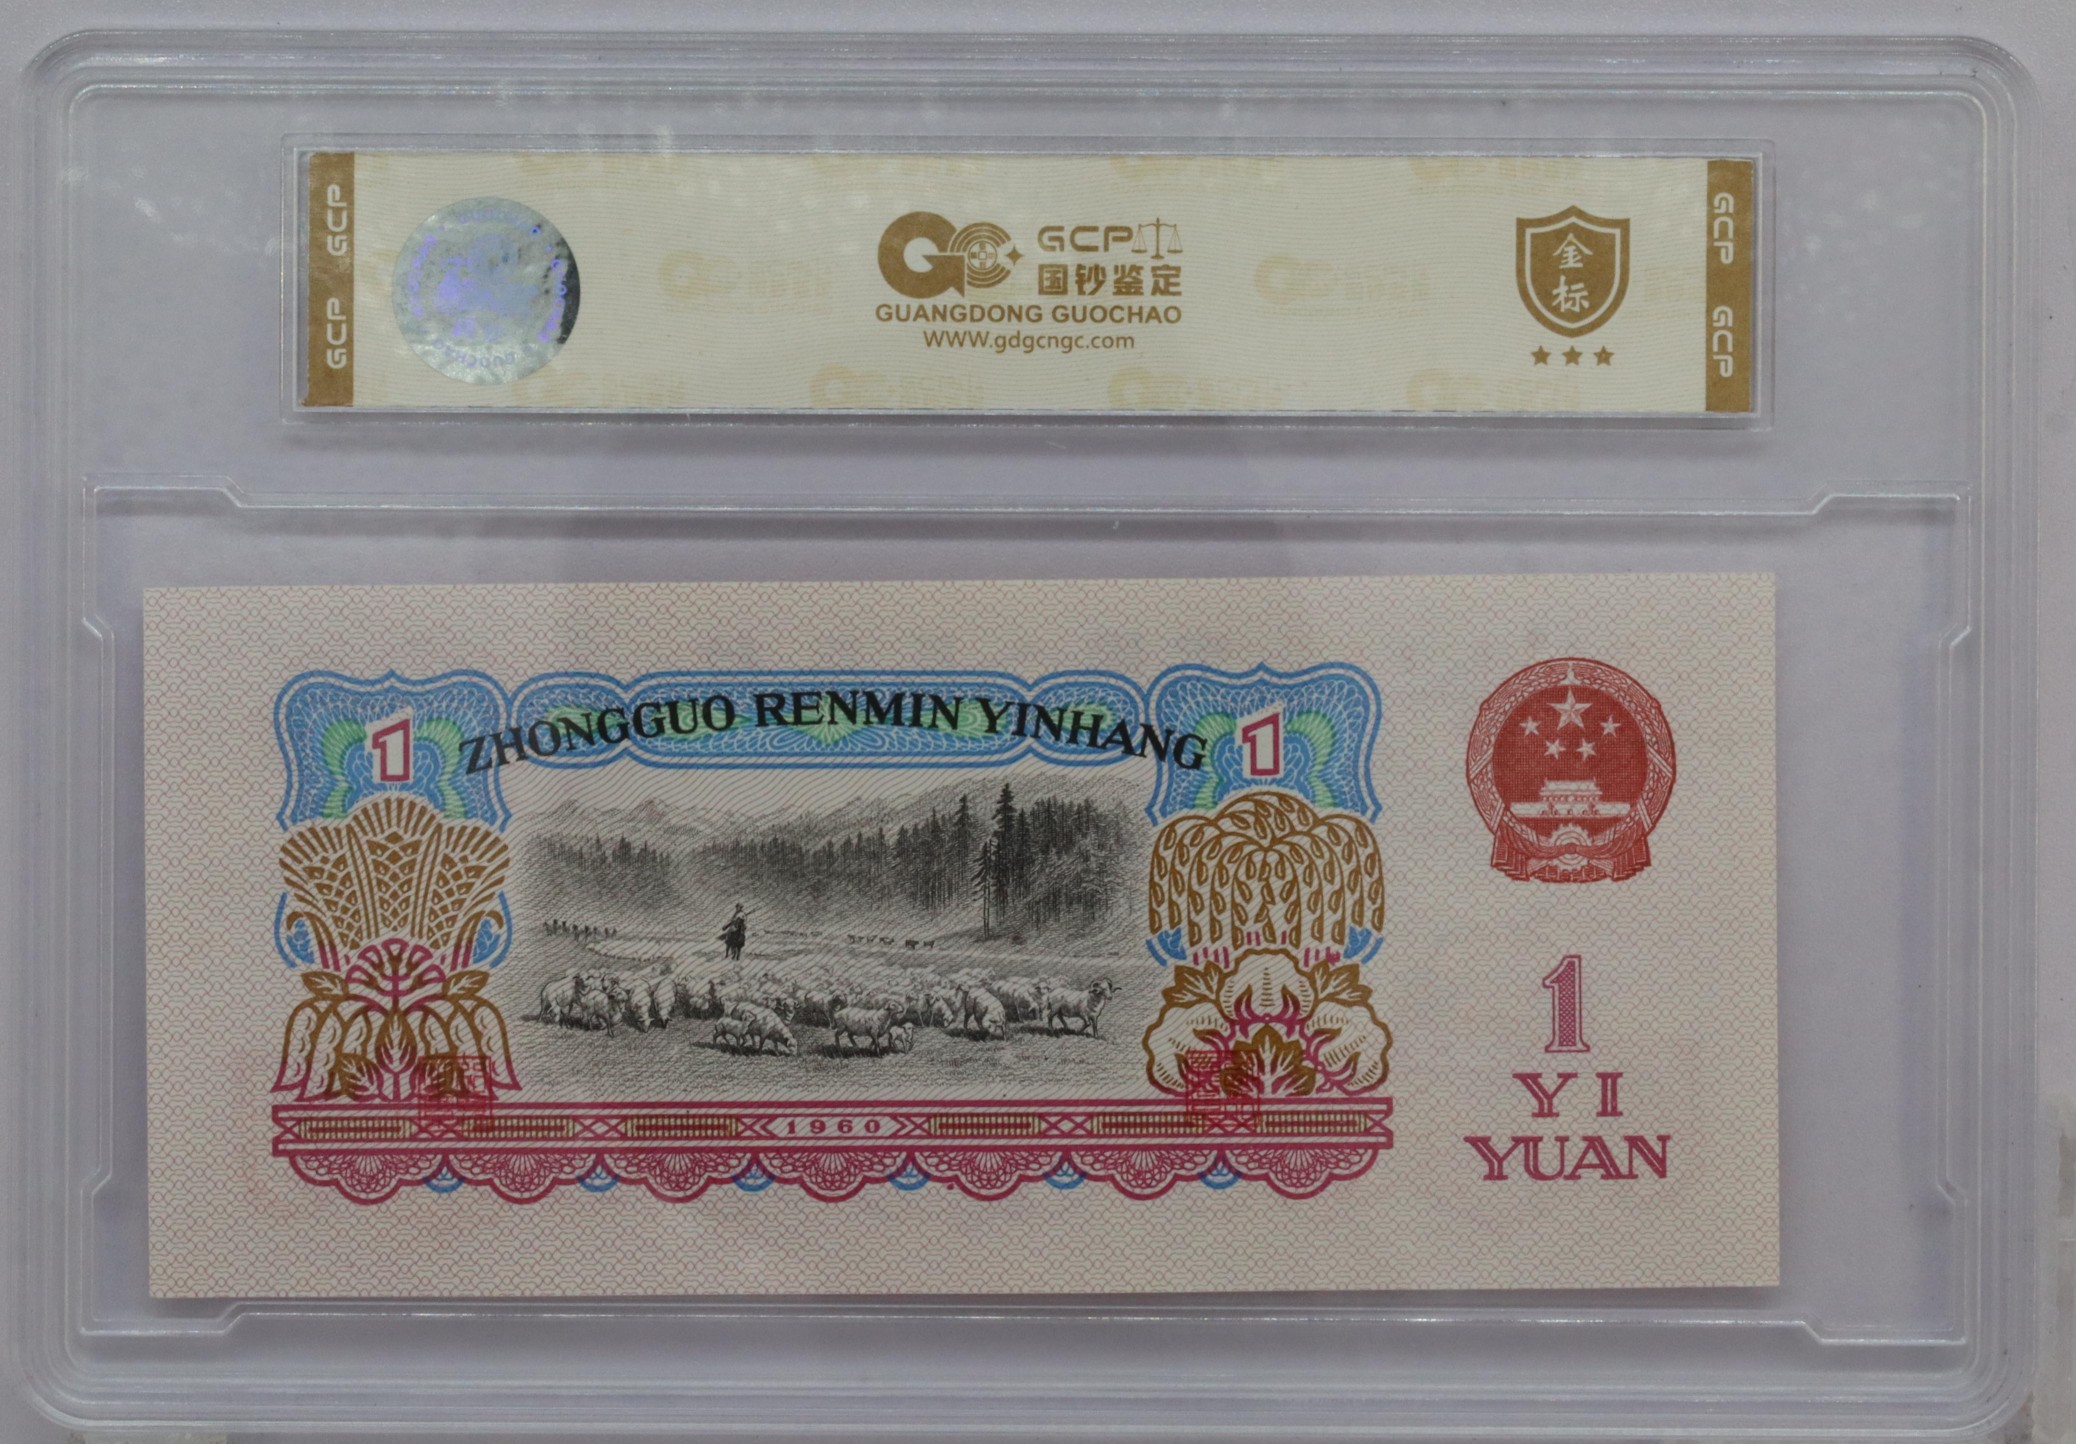 GCP GCP
GCP
国钞鉴定
GUANGDONG GUOCHAO
WWW.gdgcngc.com
金标
GCP GCP
ZHONGGUO RENMIN YINHANG
1
1
1
YI
YUAN
1960